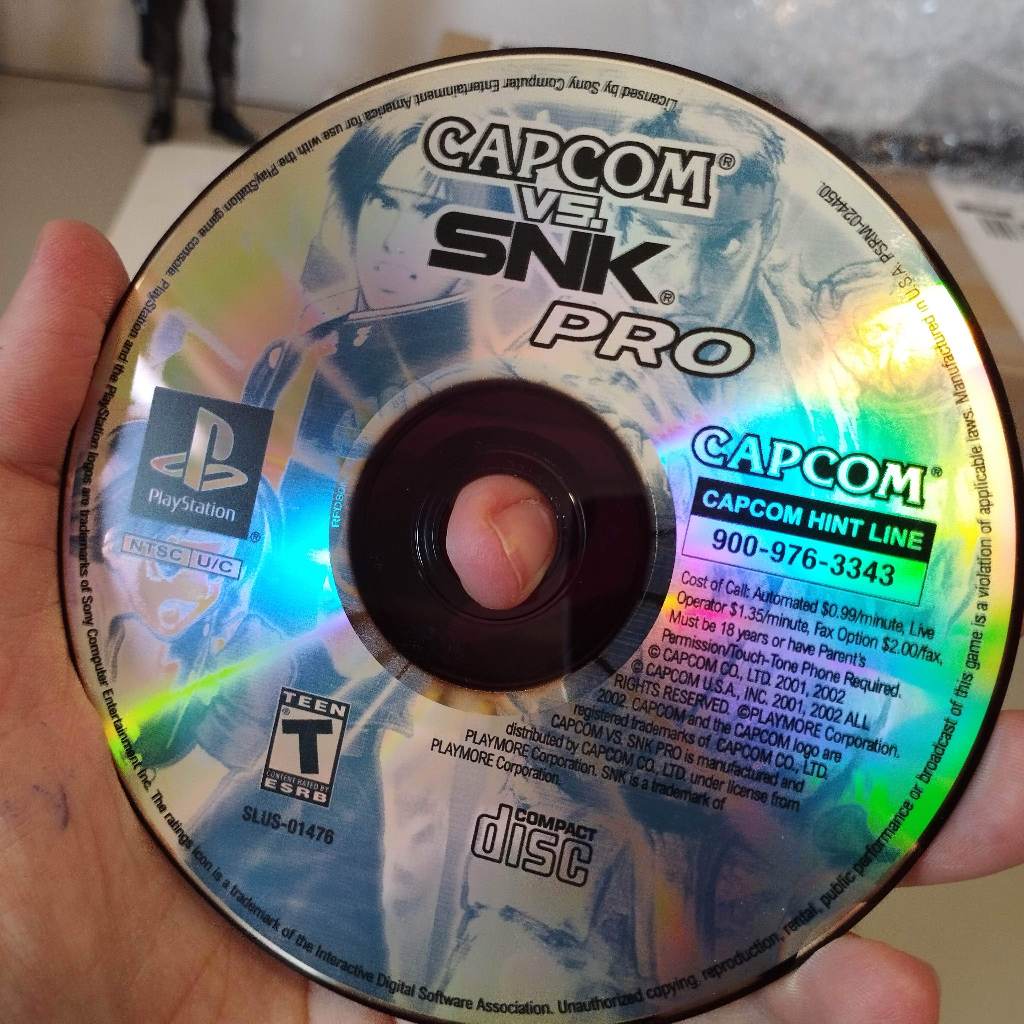 CAPCOM®
VS.
SNK®
PRO
PlayStation®
NTSC U/C
CAPCOM®
CAPCOM HINT LINE
900-976-3343
Cost of Call: Automated $0.99/minute, Live
Operator $1.35/minute, Fax Option $2.00/fax,
Must be 18 years or have Parent's
Permission/Touch-Tone Phone Required.
© CAPCOM CO., LTD. 2001, 2002
© CAPCOM U.S.A., INC. 2001, 2002 ALL
RIGHTS RESERVED. ©PLAYMORE Corporation.
2002. CAPCOM and the CAPCOM logo are
registered trademarks of CAPCOM CO., LTD.
CAPCOM VS. SNK PRO is manufactured and
distributed by CAPCOM CO., LTD. under license from
PLAYMORE Corporation. SNK is a trademark of
PLAYMORE Corporation.
TEEN
T
CONTENT RATED BY
ESRB
SLUS-01476
COMPACT
disc
Licensed by Sony Computer Entertainment America for use with the PlayStation game console. PlayStation and the PlayStation logos are trademarks of Sony Computer Entertainment Inc. The ratings icon is a trademark of the Interactive Digital Software Association. Unauthorized copying, reproduction, rental, public performance or broadcast of this game is a violation of applicable laws. Manufactured in U.S.A. PSRM-024450.